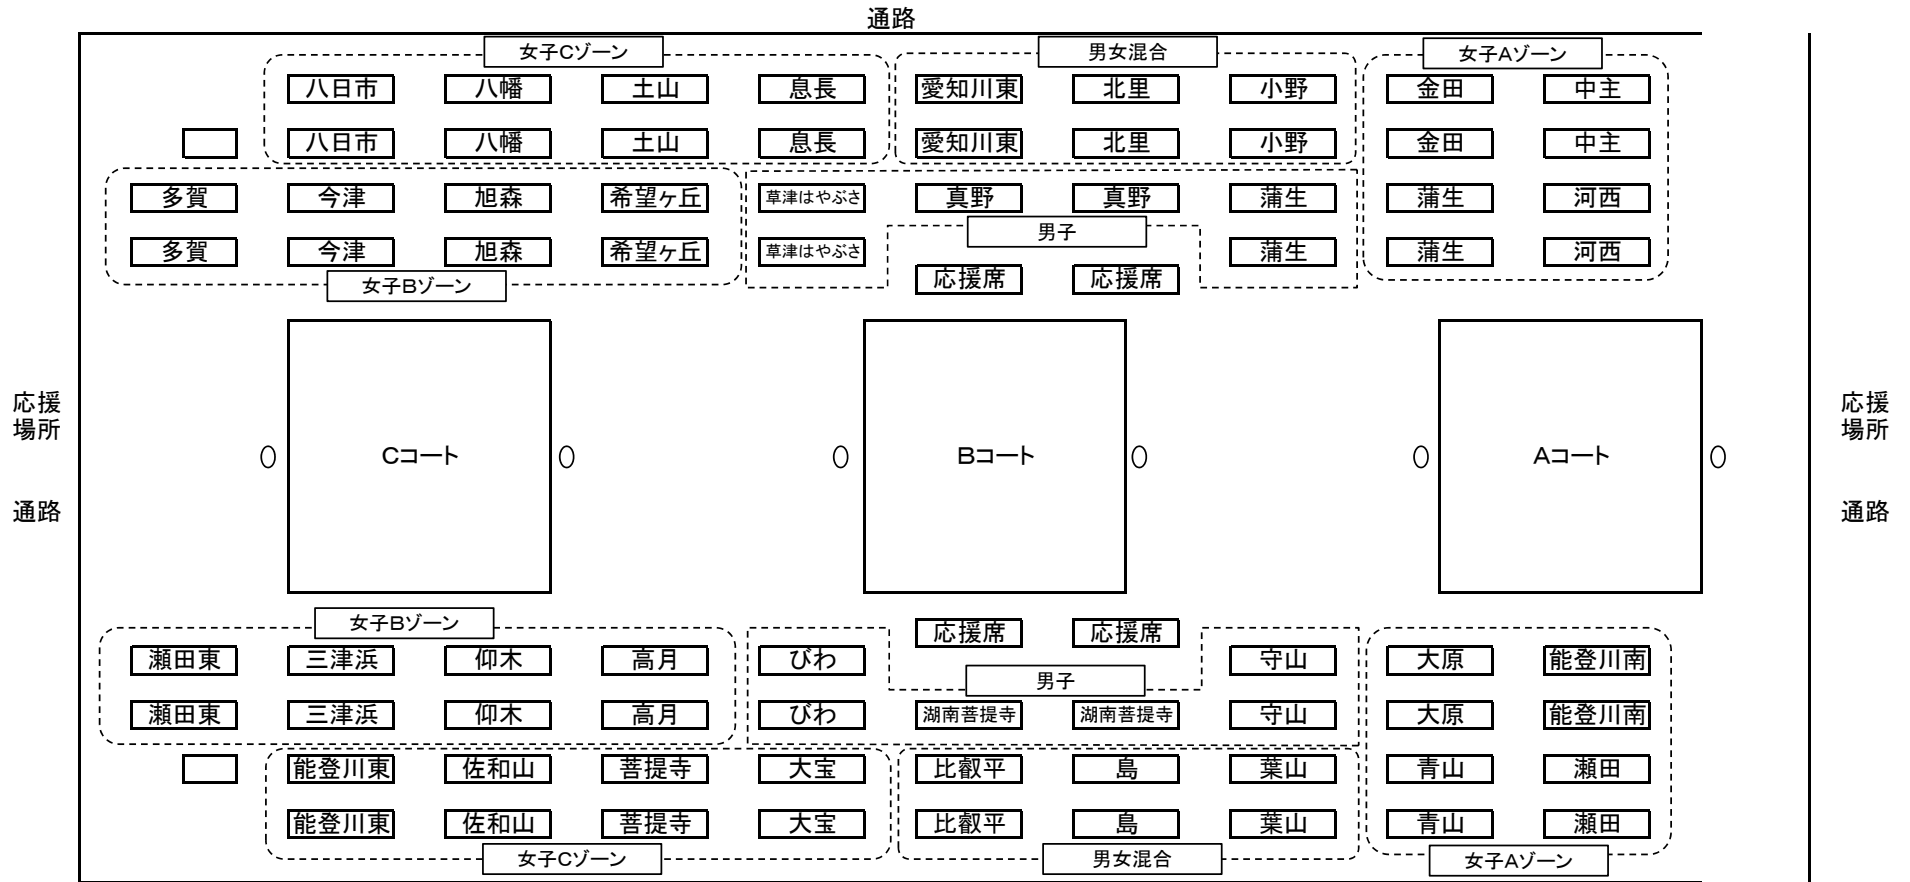 通路
女子Cゾーン 男女混合 女子Aゾーン
八日市 八幡 土山 息長 愛知川東 北里 小野 金田 中主
八日市 八幡 土山 息長 愛知川東 北里 小野 金田 中主
多賀 今津 旭森 希望ヶ丘 草津はやぶさ 真野 真野 蒲生 蒲生 河西
男子
多賀 今津 旭森 希望ヶ丘 草津はやぶさ 蒲生 蒲生 河西
応援席 応援席
女子Bゾーン
応援
場所
通路
Cコート Bコート Aコート
応援
場所
通路
女子Bゾーン
応援席 応援席
瀬田東 三津浜 仰木 高月 びわ 守山 大原 能登川南
男子
瀬田東 三津浜 仰木 高月 びわ 湖南菩提寺 湖南菩提寺 守山 大原 能登川南
能登川東 佐和山 菩提寺 大宝 比叡平 島 葉山 青山 瀬田
能登川東 佐和山 菩提寺 大宝 比叡平 島 葉山 青山 瀬田
女子Cゾーン 男女混合 女子Aゾーン